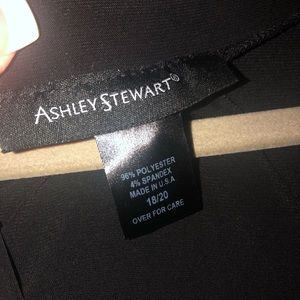 ASHLEY STEWART®
96% POLYESTER
4% SPANDEX
MADE IN U.S.A
18/20
OVER FOR CARE